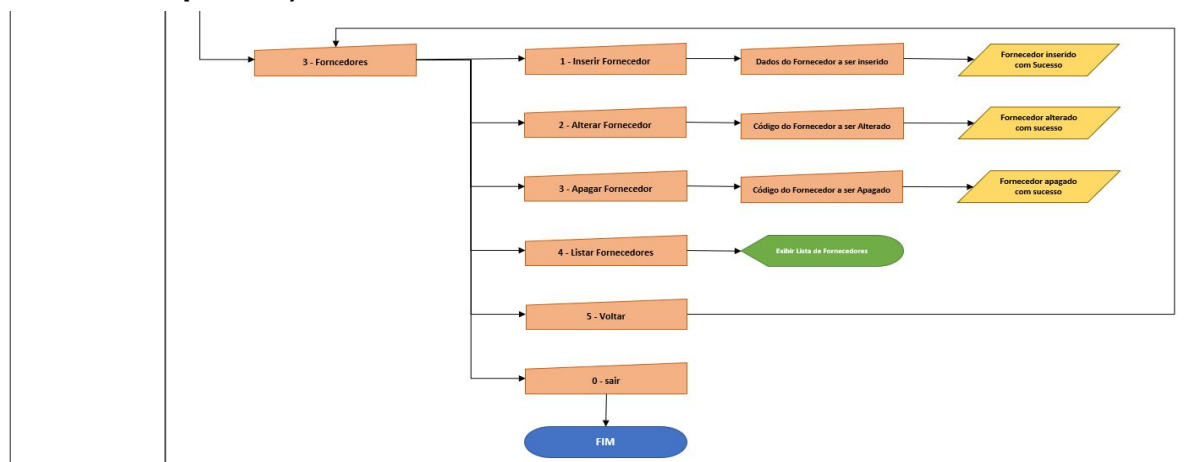 3 - Forncedores
1 - Inserir Fornecedor
Dados do Fornecedor a ser inserido
Fornecedor inserido
com Sucesso
2 - Alterar Fornecedor
Código do Fornecedor a ser Alterado
Fornecedor alterado
com sucesso
3 - Apagar Fornecedor
Código do Fornecedor a ser Apagado
Fornecedor apagado
com sucesso
4 - Listar Fornecedores
Exibir Lista de Fornecedores
5 - Voltar
0 - sair
FIM